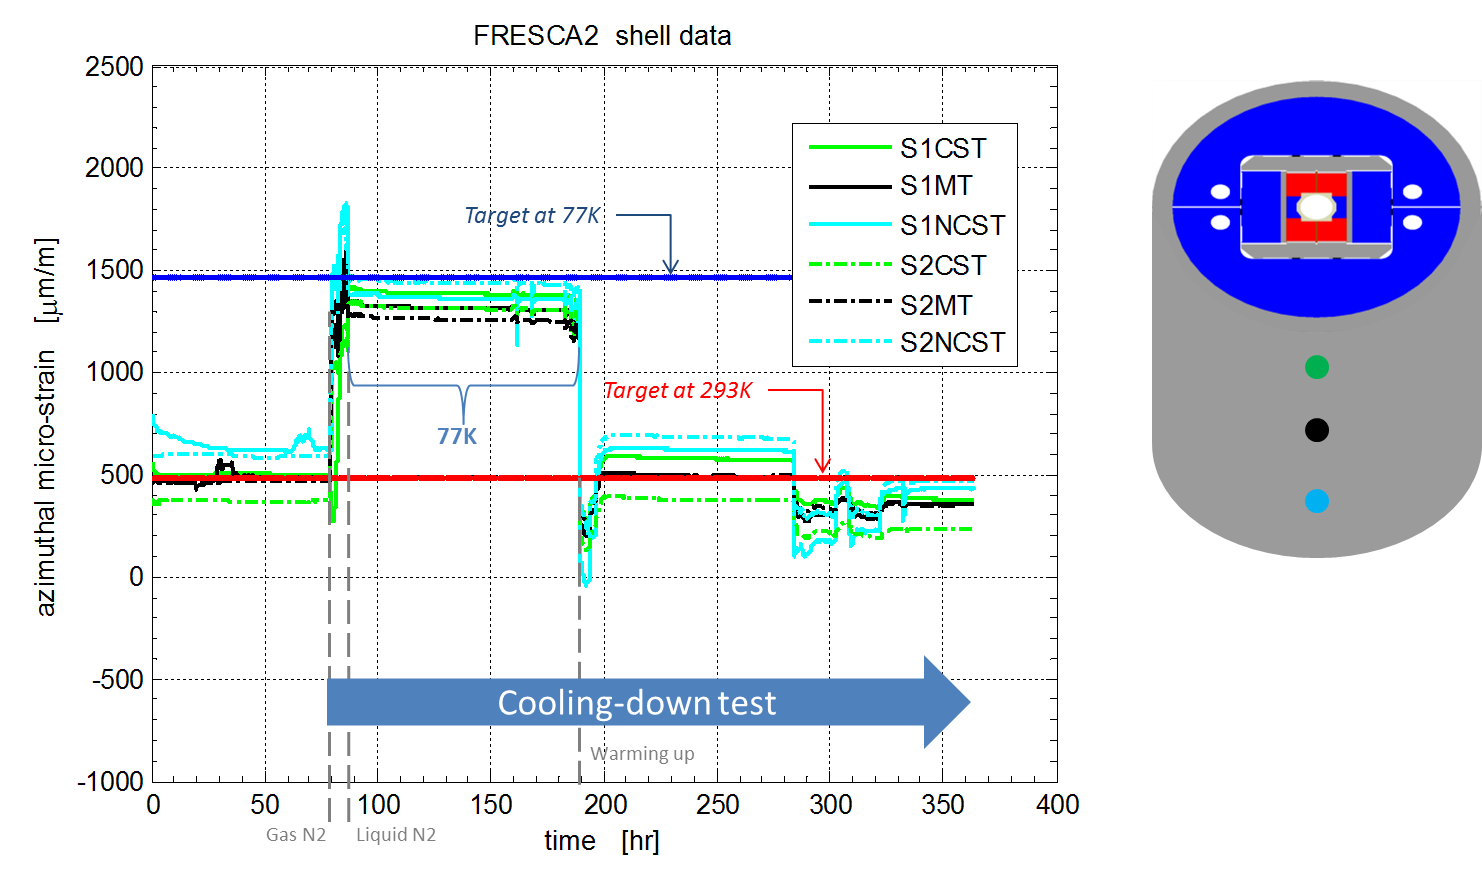 FRESCA2 shell data
2500
2000
1500
1000
500
0
-500
-1000
azimuthal micro-strain [μm/m]
S1CST
S1MT
S1NCST
S2CST
S2MT
S2NCST
Target at 77K
Target at 293K
77K
Cooling-down test
Warming up
0 50 100 150 200 250 300 350 400
Gas N2 Liquid N2
time [hr]